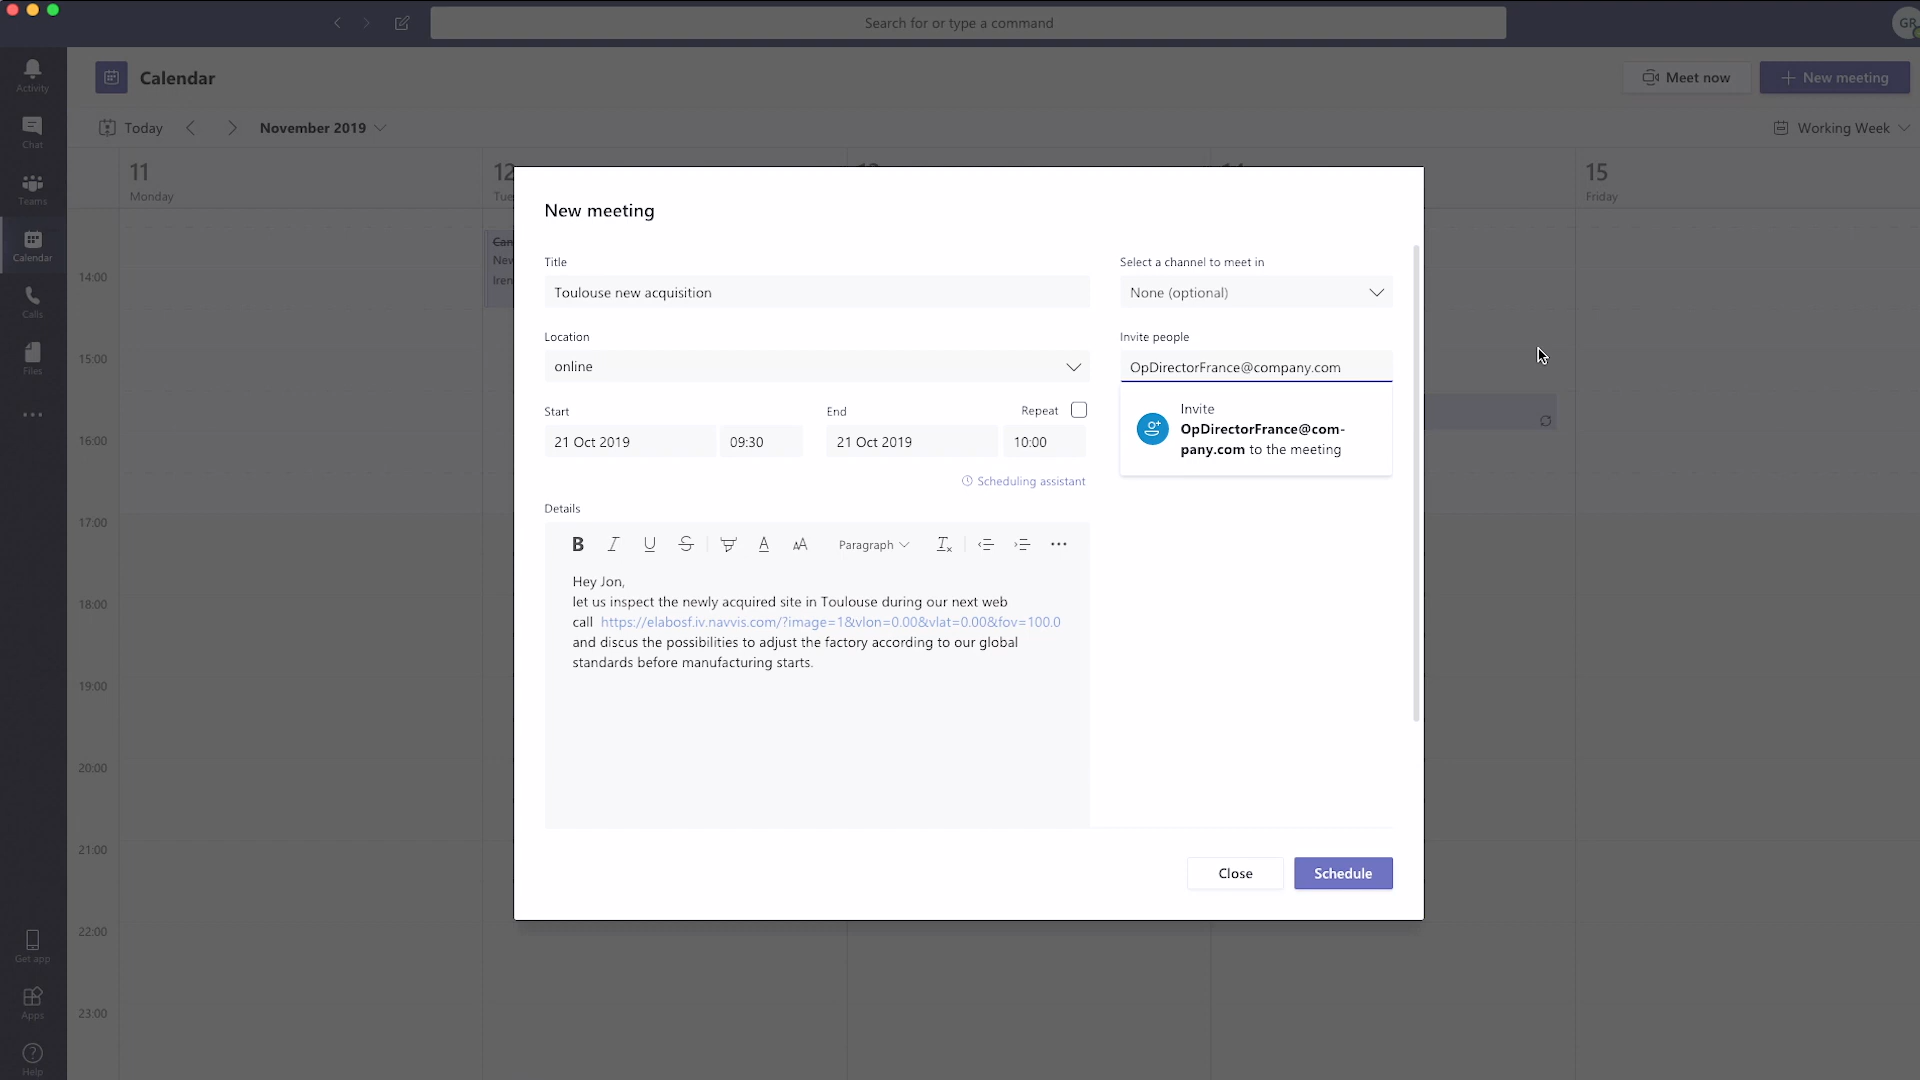 Search for or type a command
GR
Activity
Chat
Teams
Calendar
Calls
Files
Get app
Apps
Help
Calendar
Meet now
New meeting
Today
November 2019
Working Week
11
Monday
12
Tue
15
Friday
14:00
15:00
16:00
17:00
18:00
19:00
20:00
21:00
22:00
23:00
Can
New
Iren
New meeting
Title
Toulouse new acquisition
Location
online
Start
End
Repeat
21 Oct 2019
09:30
21 Oct 2019
10:00
Scheduling assistant
Details
B I U S A AA Paragraph
Hey Jon,
let us inspect the newly acquired site in Toulouse during our next web
call https://elabosf.iv.navvis.com/?image=1&vlon=0.00&vlat=0.00&fov=100.0
and discus the possibilities to adjust the factory according to our global
standards before manufacturing starts.
Select a channel to meet in
None (optional)
Invite people
OpDirectorFrance@company.com
Invite
OpDirectorFrance@com-
pany.com to the meeting
Close
Schedule